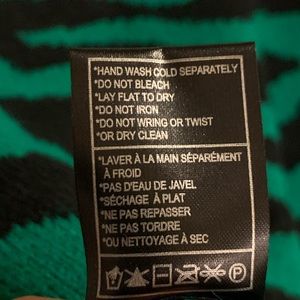 *HAND WASH COLD SEPARATELY
*DO NOT BLEACH
*LAY FLAT TO DRY
*DO NOT IRON
*DO NOT WRING OR TWIST
*OR DRY CLEAN
*LAVER À LA MAIN SÉPARÉMENT
À FROID
*PAS D'EAU DE JAVEL
*SÉCHAGE À PLAT
*NE PAS REPASSER
*NE PAS TORDRE
*OU NETTOYAGE À SEC
P